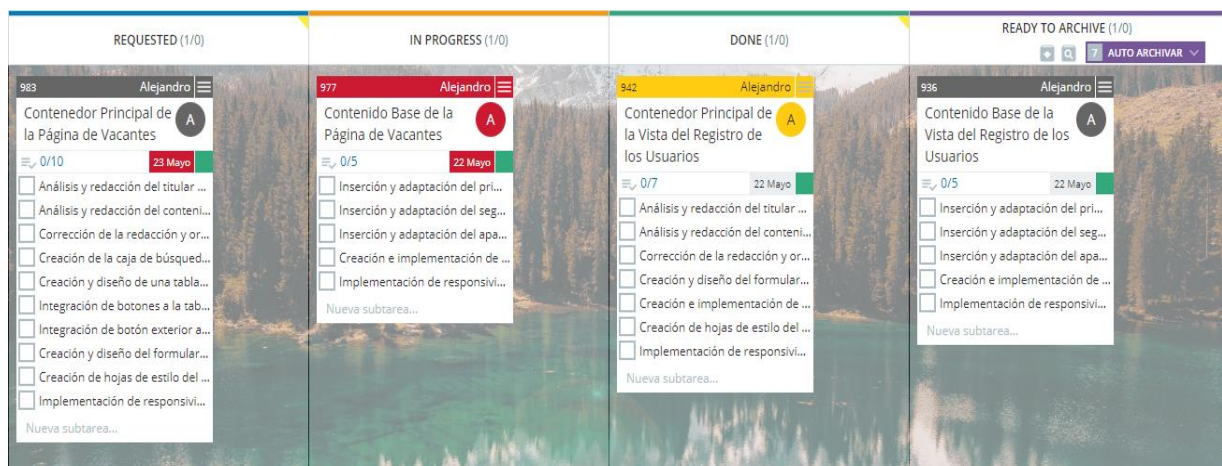 REQUESTED (1/0)
983 Alejandro
Contenedor Principal de
la Página de Vacantes
A
0/10 23 Mayo
Análisis y redacción del titular ...
Análisis y redacción del conteni...
Corrección de la redacción y or...
Creación de la caja de búsqued...
Creación y diseño de una tabla...
Integración de botones a la tab...
Integración de botón exterior a...
Creación y diseño del formular...
Creación de hojas de estilo del ...
Implementación de responsivi...
Nueva subtarea...
IN PROGRESS (1/0)
977 Alejandro
Contenido Base de la
Página de Vacantes
A
0/5 22 Mayo
Inserción y adaptación del pri...
Inserción y adaptación del seg...
Inserción y adaptación del apa...
Creación e implementación de ...
Implementación de responsivi...
Nueva subtarea...
DONE (1/0)
942 Alejandro
Contenedor Principal de
la Vista del Registro de
los Usuarios
A
0/7 22 Mayo
Análisis y redacción del titular ...
Análisis y redacción del conteni...
Corrección de la redacción y or...
Creación y diseño del formular...
Creación e implementación de ...
Creación de hojas de estilo del ...
Implementación de responsivi...
Nueva subtarea...
READY TO ARCHIVE (1/0)
7 AUTO ARCHIVAR
936 Alejandro
Contenido Base de la
Vista del Registro de los
Usuarios
A
0/5 22 Mayo
Inserción y adaptación del pri...
Inserción y adaptación del seg...
Inserción y adaptación del apa...
Creación e implementación de ...
Implementación de responsivi...
Nueva subtarea...